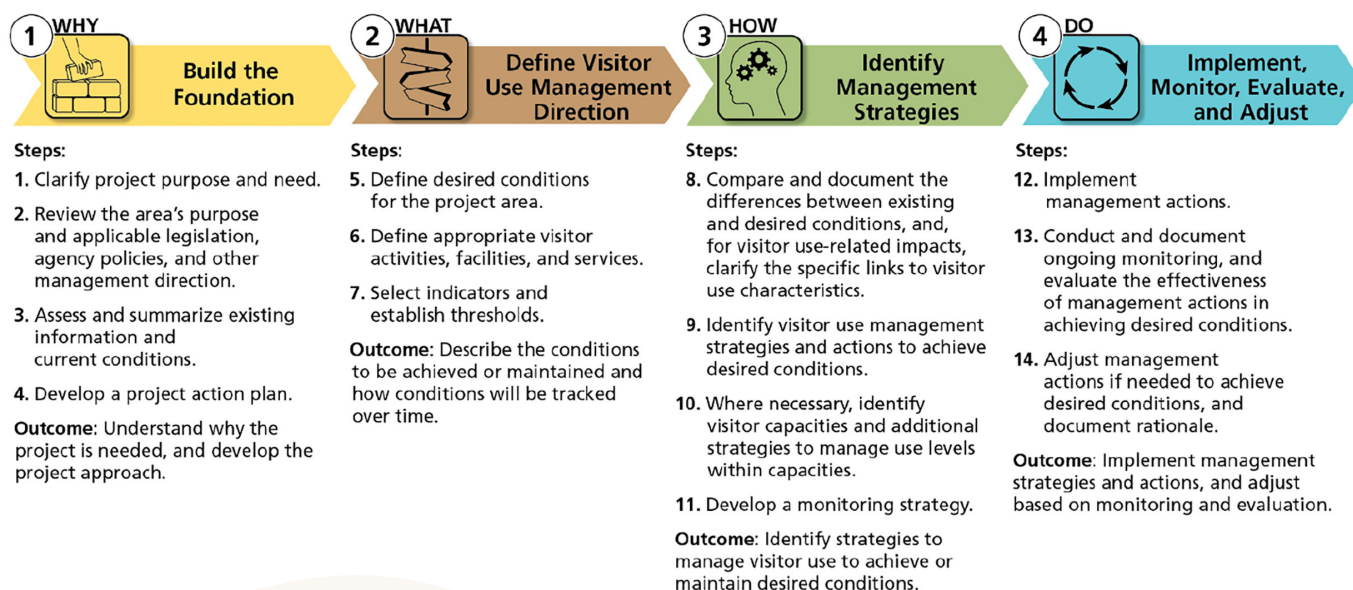 1 WHY
Build the
Foundation
Steps:
1. Clarify project purpose and need.
2. Review the area's purpose
and applicable legislation,
agency policies, and other
management direction.
3. Assess and summarize existing
information and
current conditions.
4. Develop a project action plan.
Outcome: Understand why the
project is needed, and develop the
project approach.
2 WHAT
Define Visitor
Use Management
Direction
Steps:
5. Define desired conditions
for the project area.
6. Define appropriate visitor
activities, facilities, and services.
7. Select indicators and
establish thresholds.
Outcome: Describe the conditions
to be achieved or maintained and
how conditions will be tracked
over time.
3 HOW
Identify
Management
Strategies
Steps:
8. Compare and document the
differences between existing
and desired conditions, and,
for visitor use-related impacts,
clarify the specific links to visitor
use characteristics.
9. Identify visitor use management
strategies and actions to achieve
desired conditions.
10. Where necessary, identify
visitor capacities and additional
strategies to manage use levels
within capacities.
11. Develop a monitoring strategy.
Outcome: Identify strategies to
manage visitor use to achieve or
maintain desired conditions.
4 DO
Implement,
Monitor, Evaluate,
and Adjust
Steps:
12. Implement
management actions.
13. Conduct and document
ongoing monitoring, and
evaluate the effectiveness
of management actions in
achieving desired conditions.
14. Adjust management
actions if needed to achieve
desired conditions, and
document rationale.
Outcome: Implement management
strategies and actions, and adjust
based on monitoring and evaluation.